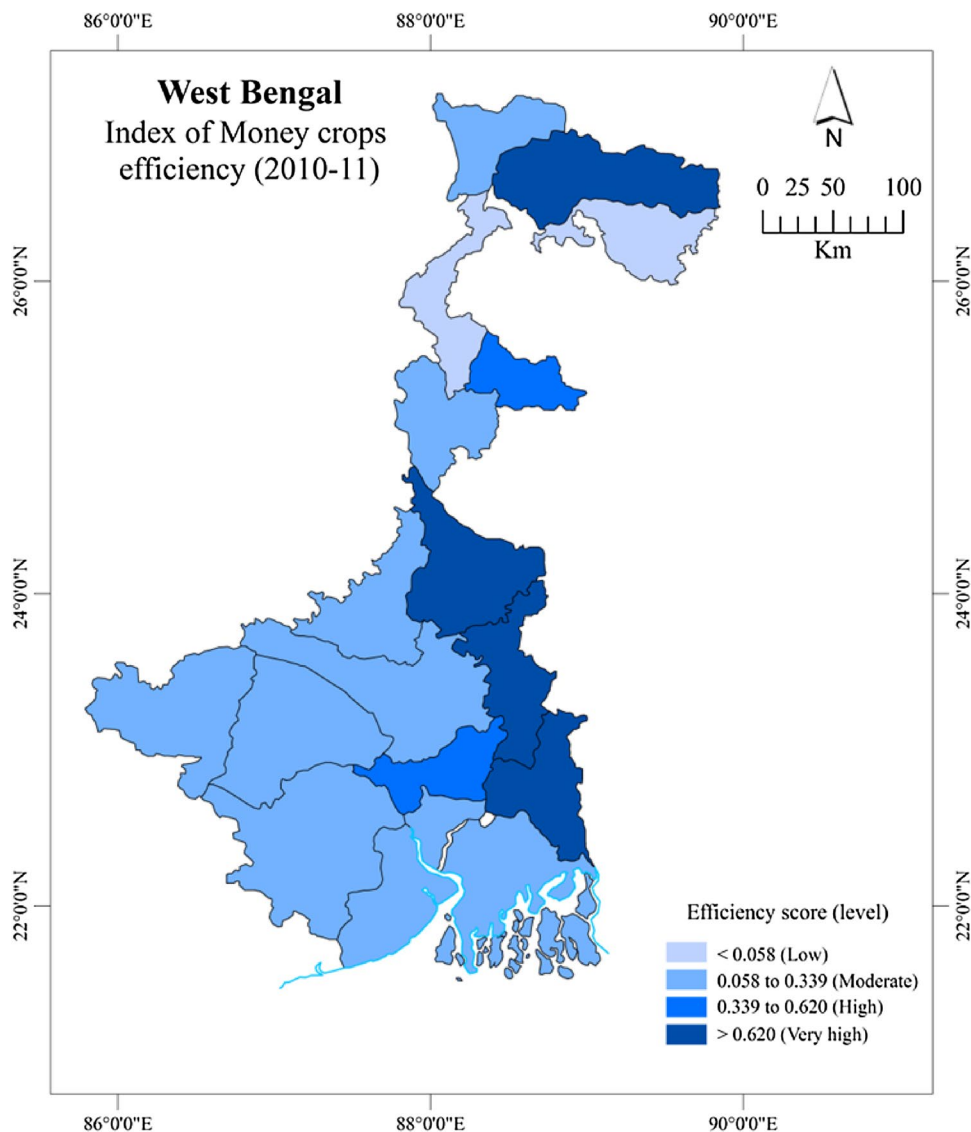 86°0'0"E 88°0'0"E 90°0'0"E
West Bengal
Index of Money crops
efficiency (2010-11)
N
0 25 50 100
Km
26°0'0"N 26°0'0"N
24°0'0"N 24°0'0"N
22°0'0"N 22°0'0"N
Efficiency score (level)
< 0.058 (Low)
0.058 to 0.339 (Moderate)
0.339 to 0.620 (High)
> 0.620 (Very high)
86°0'0"E 88°0'0"E 90°0'0"E